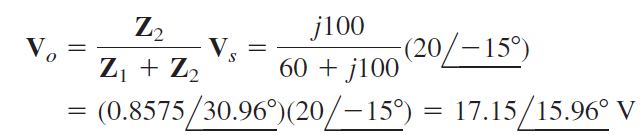 V_o = Z_2 / (Z_1 + Z_2) V_s = j100 / (60 + j100) (20∠−15°)
= (0.8575∠30.96°)(20∠−15°) = 17.15∠15.96° V